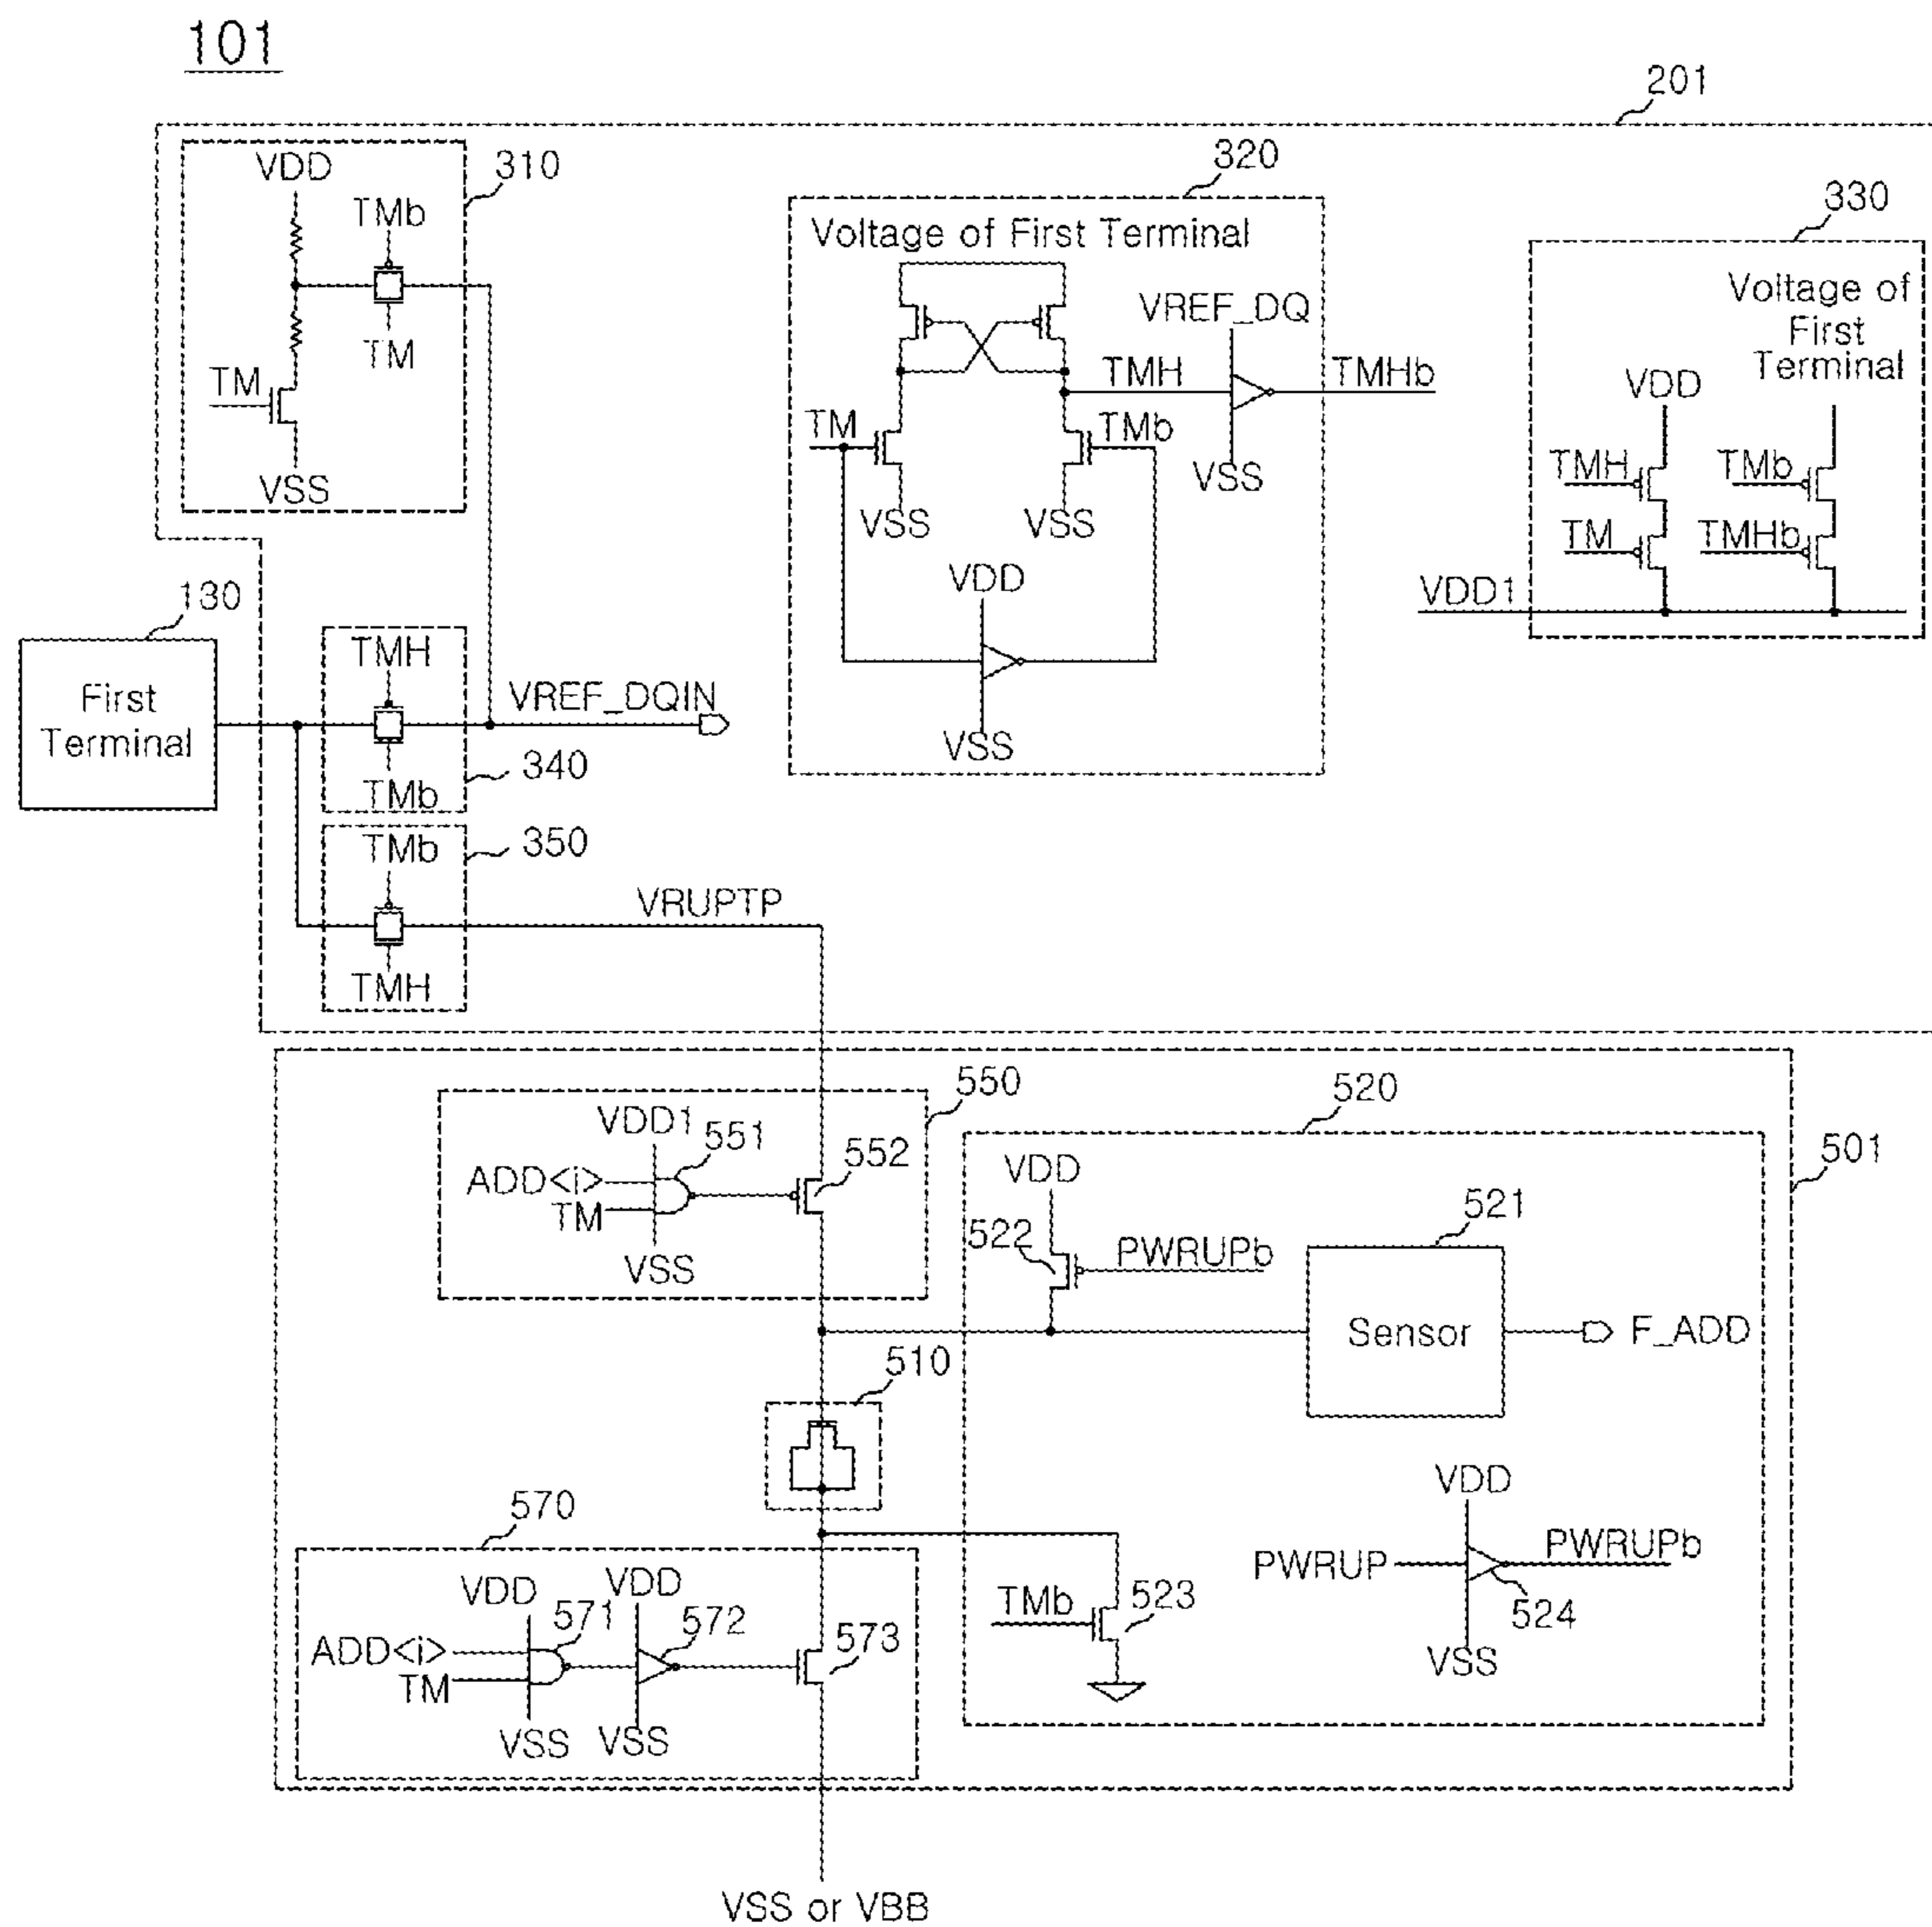 101
201
310
VDD
TMb
TM
TM
VSS
320
Voltage of First Terminal
VREF_DQ
TMH
TMHb
TM
TMb
VSS
VSS
VSS
VDD
VSS
330
Voltage of
First
Terminal
VDD
TMH
TMb
TM
TMHb
VDD1
130
First
Terminal
TMH
VREF_DQIN
TMb
340
TMb
350
VRUPTP
TMH
550
VDD1
551
552
ADD<i>
TM
VSS
520
501
VDD
522
PWRUPb
521
Sensor
F_ADD
510
VDD
PWRUP
PWRUPb
524
VSS
TMb
523
570
VDD
VDD
571
572
573
ADD<i>
TM
VSS
VSS
VSS or VBB